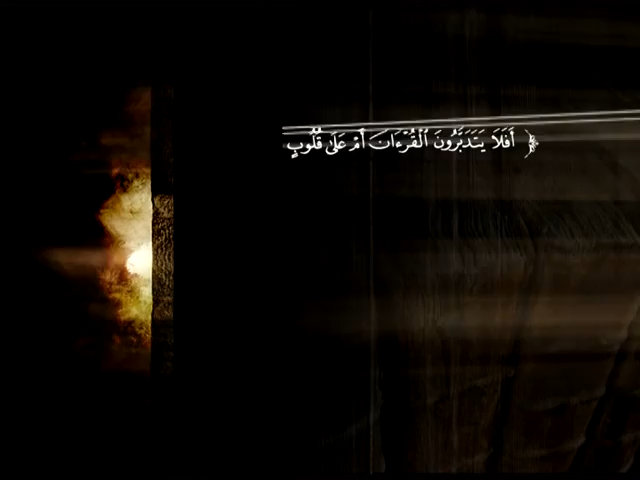 ﴿ أَفَلَا يَتَدَبَّرُونَ ٱلْقُرْءَانَ أَمْ عَلَىٰ قُلُوبٍ